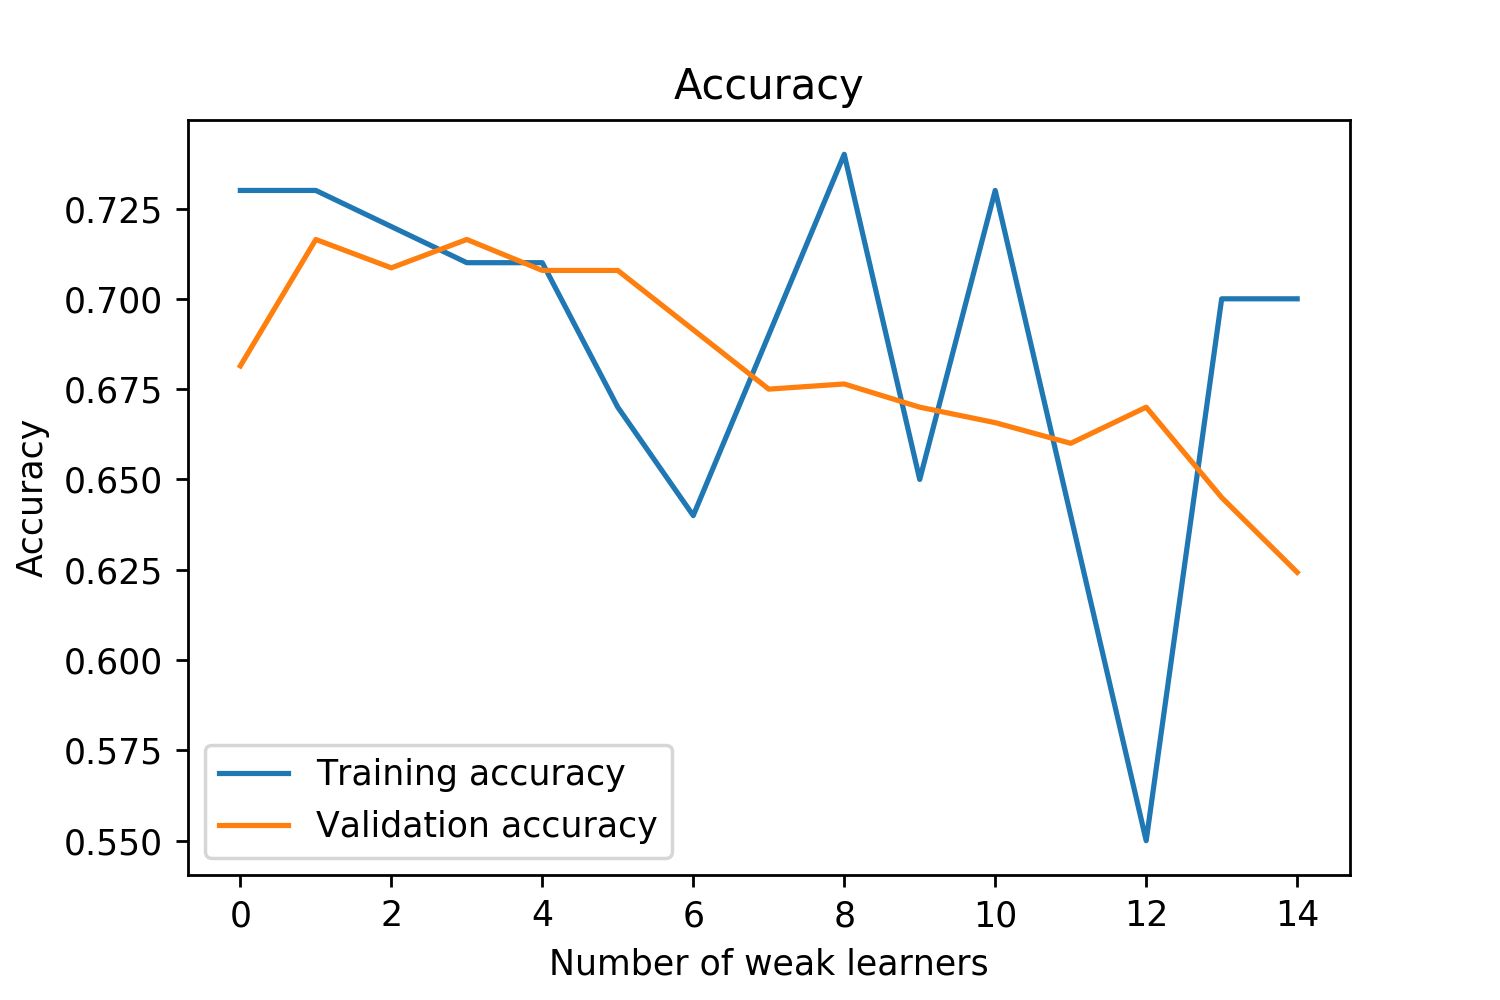 Accuracy
Accuracy
0.725
0.700
0.675
0.650
0.625
0.600
0.575
0.550
Training accuracy
Validation accuracy
0 2 4 6 8 10 12 14
Number of weak learners